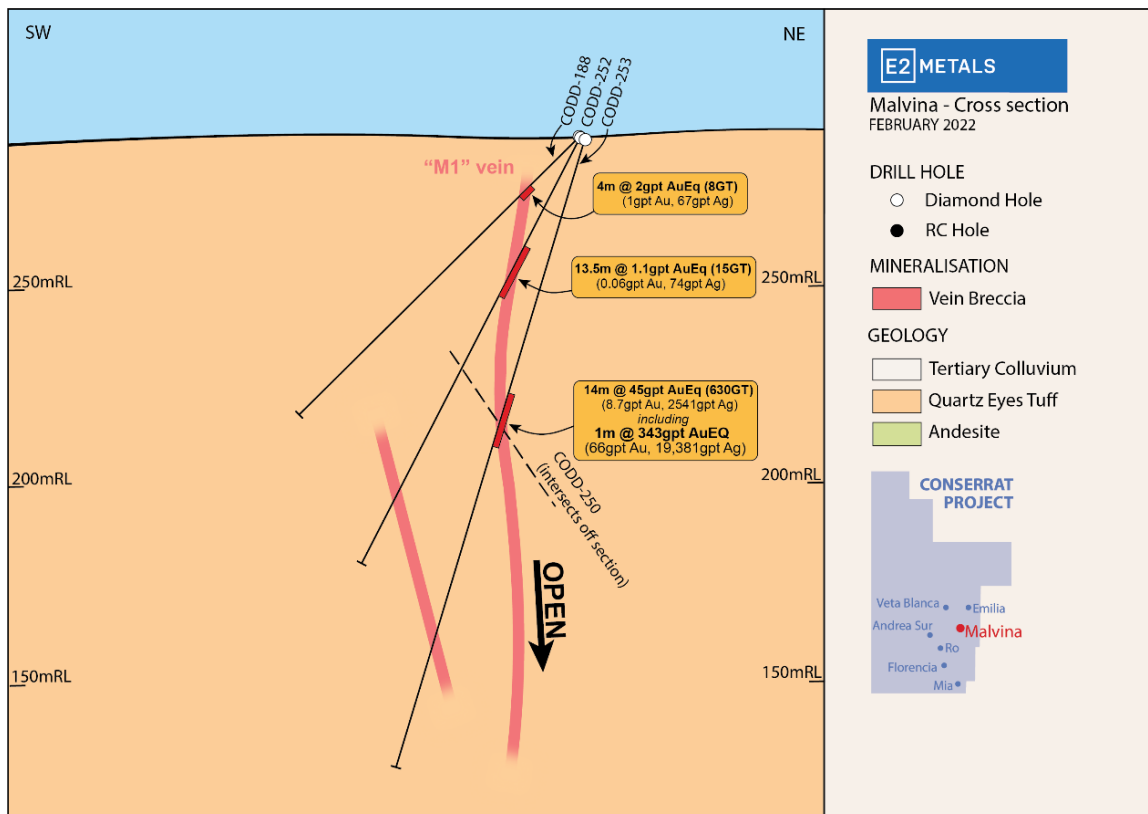 SW
NE
CODD-188
CODD-252
CODD-253
“M1” vein
4m @ 2gpt AuEq (8GT)
(1gpt Au, 67gpt Ag)
13.5m @ 1.1gpt AuEq (15GT)
(0.06gpt Au, 74gpt Ag)
14m @ 45gpt AuEq (630GT)
(8.7gpt Au, 2541gpt Ag)
including
1m @ 343gpt AuEQ
(66gpt Au, 19,381gpt Ag)
CODD-250
(intersects off section)
OPEN
250mRL
200mRL
150mRL
250mRL
200mRL
150mRL
E2 METALS
Malvina - Cross section
FEBRUARY 2022
DRILL HOLE
Diamond Hole
RC Hole
MINERALISATION
Vein Breccia
GEOLOGY
Tertiary Colluvium
Quartz Eyes Tuff
Andesite
CONSERRAT
PROJECT
Veta Blanca
Emilia
Andrea Sur
Malvina
Ro
Florencia
Mia